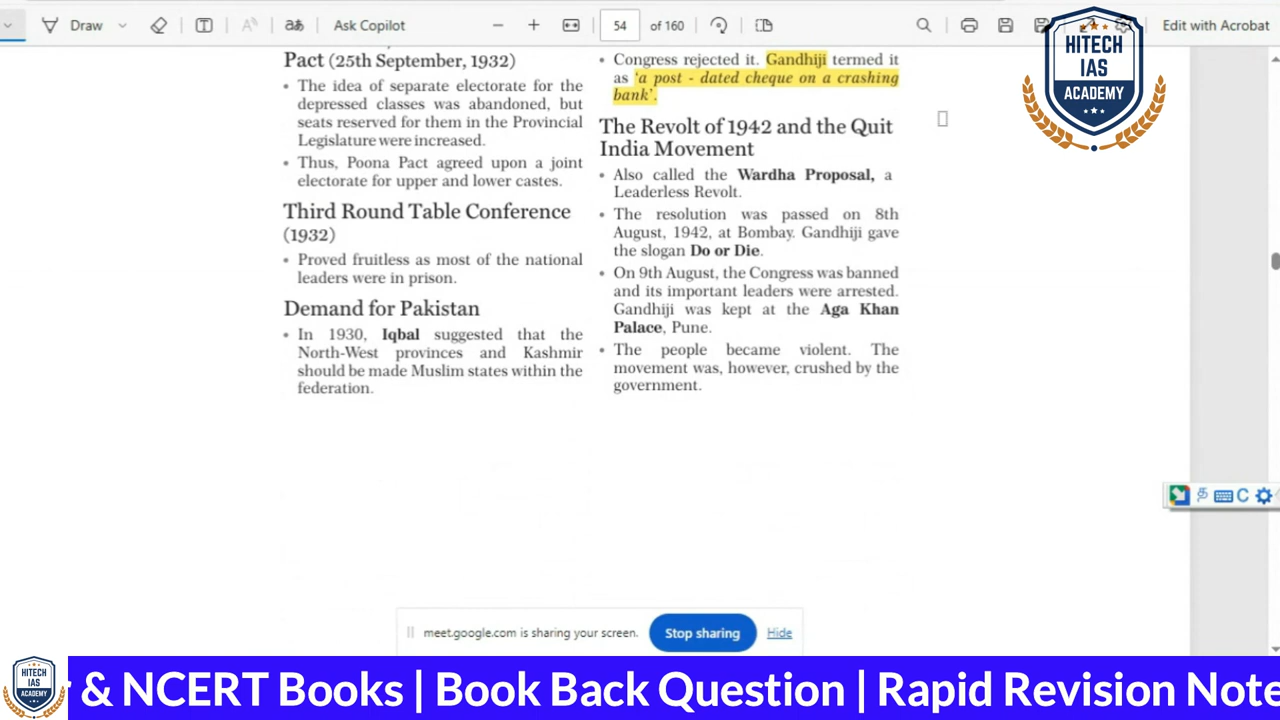 Draw
Ask Copilot
54 of 160
Edit with Acrobat
HITECH
IAS
ACADEMY
Pact (25th September, 1932)
• The idea of separate electorate for the
depressed classes was abandoned, but
seats reserved for them in the Provincial
Legislature were increased.
• Thus, Poona Pact agreed upon a joint
electorate for upper and lower castes.
Third Round Table Conference
(1932)
• Proved fruitless as most of the national
leaders were in prison.
Demand for Pakistan
• In 1930, Iqbal suggested that the
North-West provinces and Kashmir
should be made Muslim states within the
federation.
• Congress rejected it. Gandhiji termed it
as 'a post - dated cheque on a crashing
bank'.
The Revolt of 1942 and the Quit
India Movement
• Also called the Wardha Proposal, a
Leaderless Revolt.
• The resolution was passed on 8th
August, 1942, at Bombay. Gandhiji gave
the slogan Do or Die.
• On 9th August, the Congress was banned
and its important leaders were arrested.
Gandhiji was kept at the Aga Khan
Palace, Pune.
• The people became violent. The
movement was, however, crushed by the
government.
meet.google.com is sharing your screen.
Stop sharing
Hide
HITECH
IAS
ACADEMY
& NCERT Books | Book Back Question | Rapid Revision Note